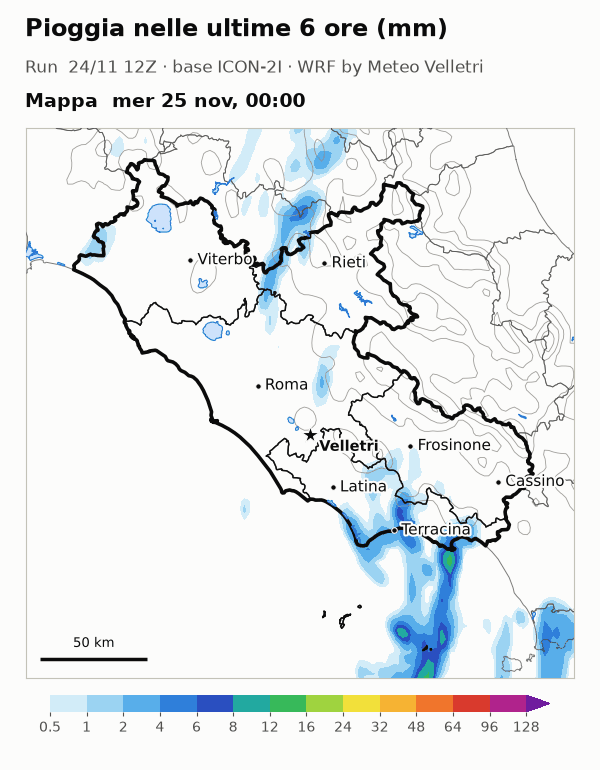 Pioggia nelle ultime 6 ore (mm)
Run  24/11 12Z · base ICON-2I · WRF by Meteo Velletri
Mappa  mer 25 nov, 00:00
Viterbo
Rieti
Roma
Velletri
Frosinone
Latina
Cassino
Terracina
50 km
0.5 1 2 4 6 8 12 16 24 32 48 64 96 128